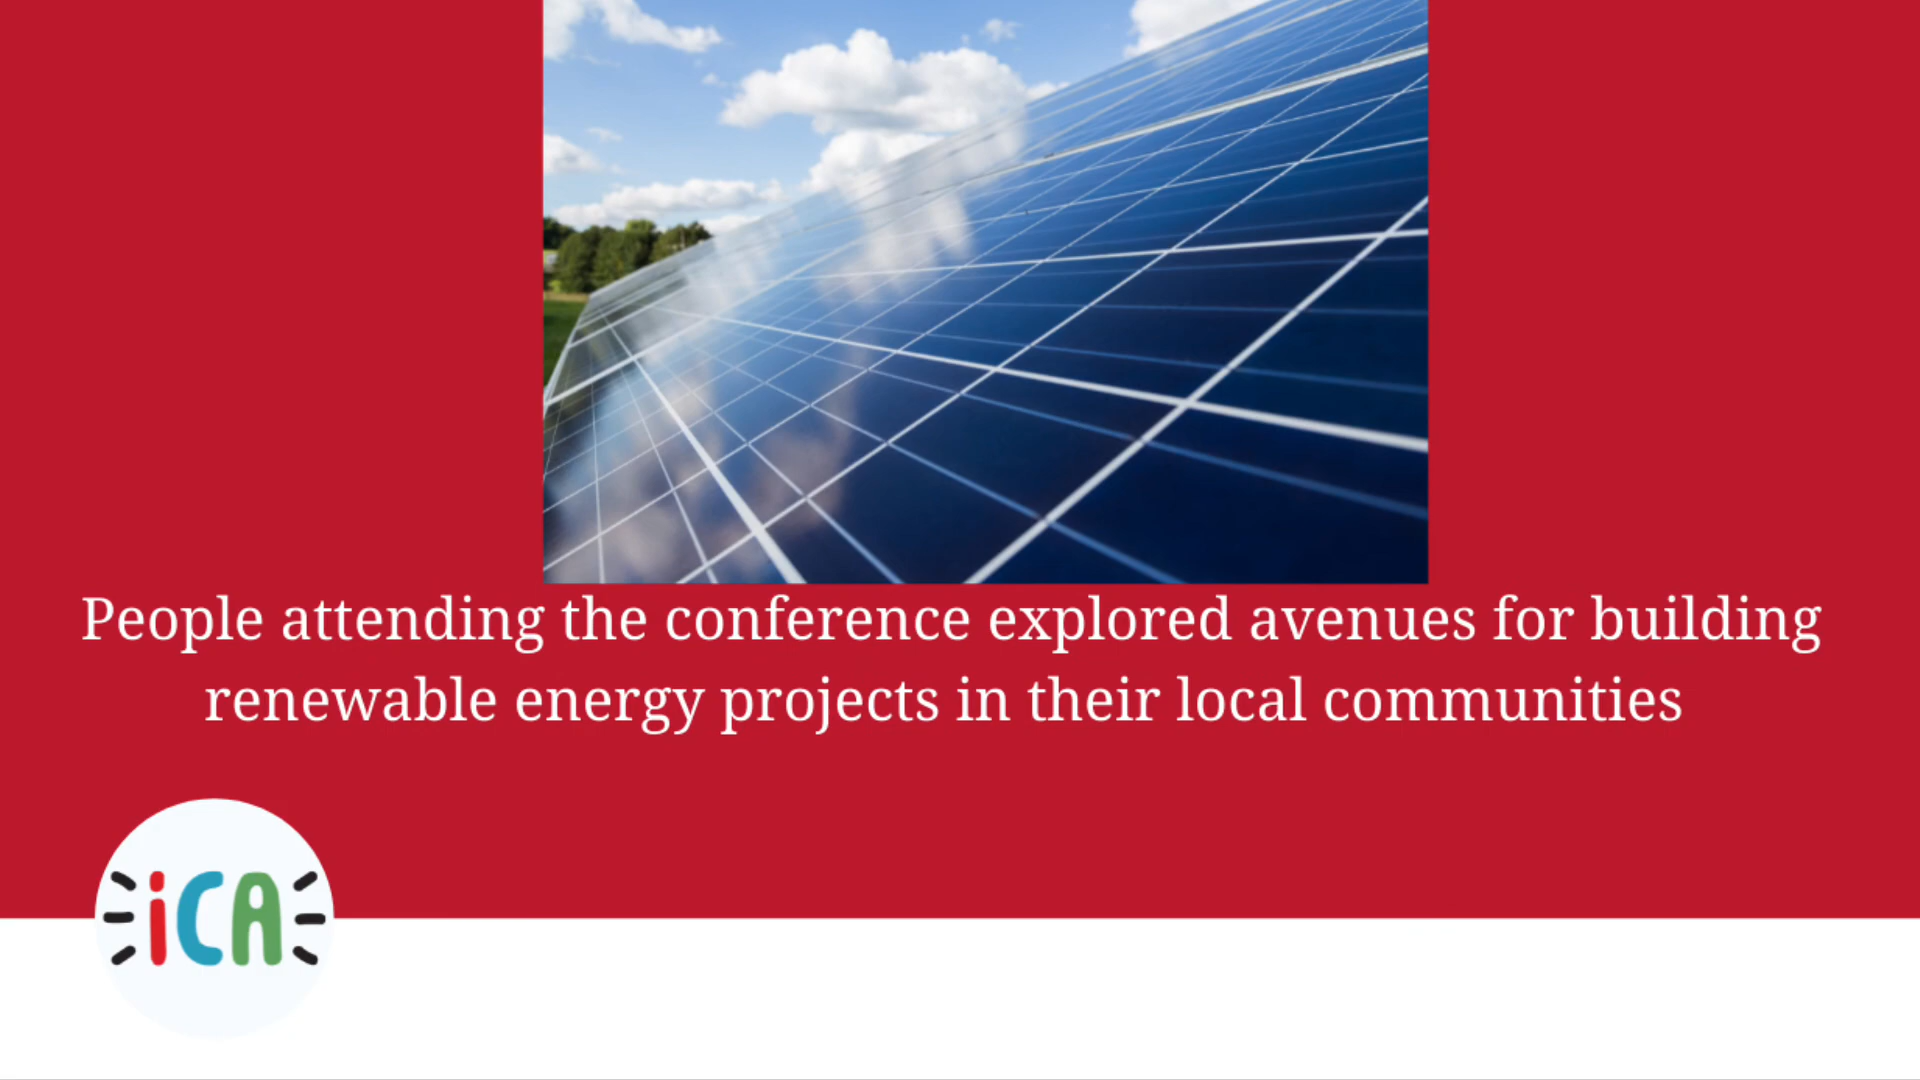 People attending the conference explored avenues for building
renewable energy projects in their local communities
iCA